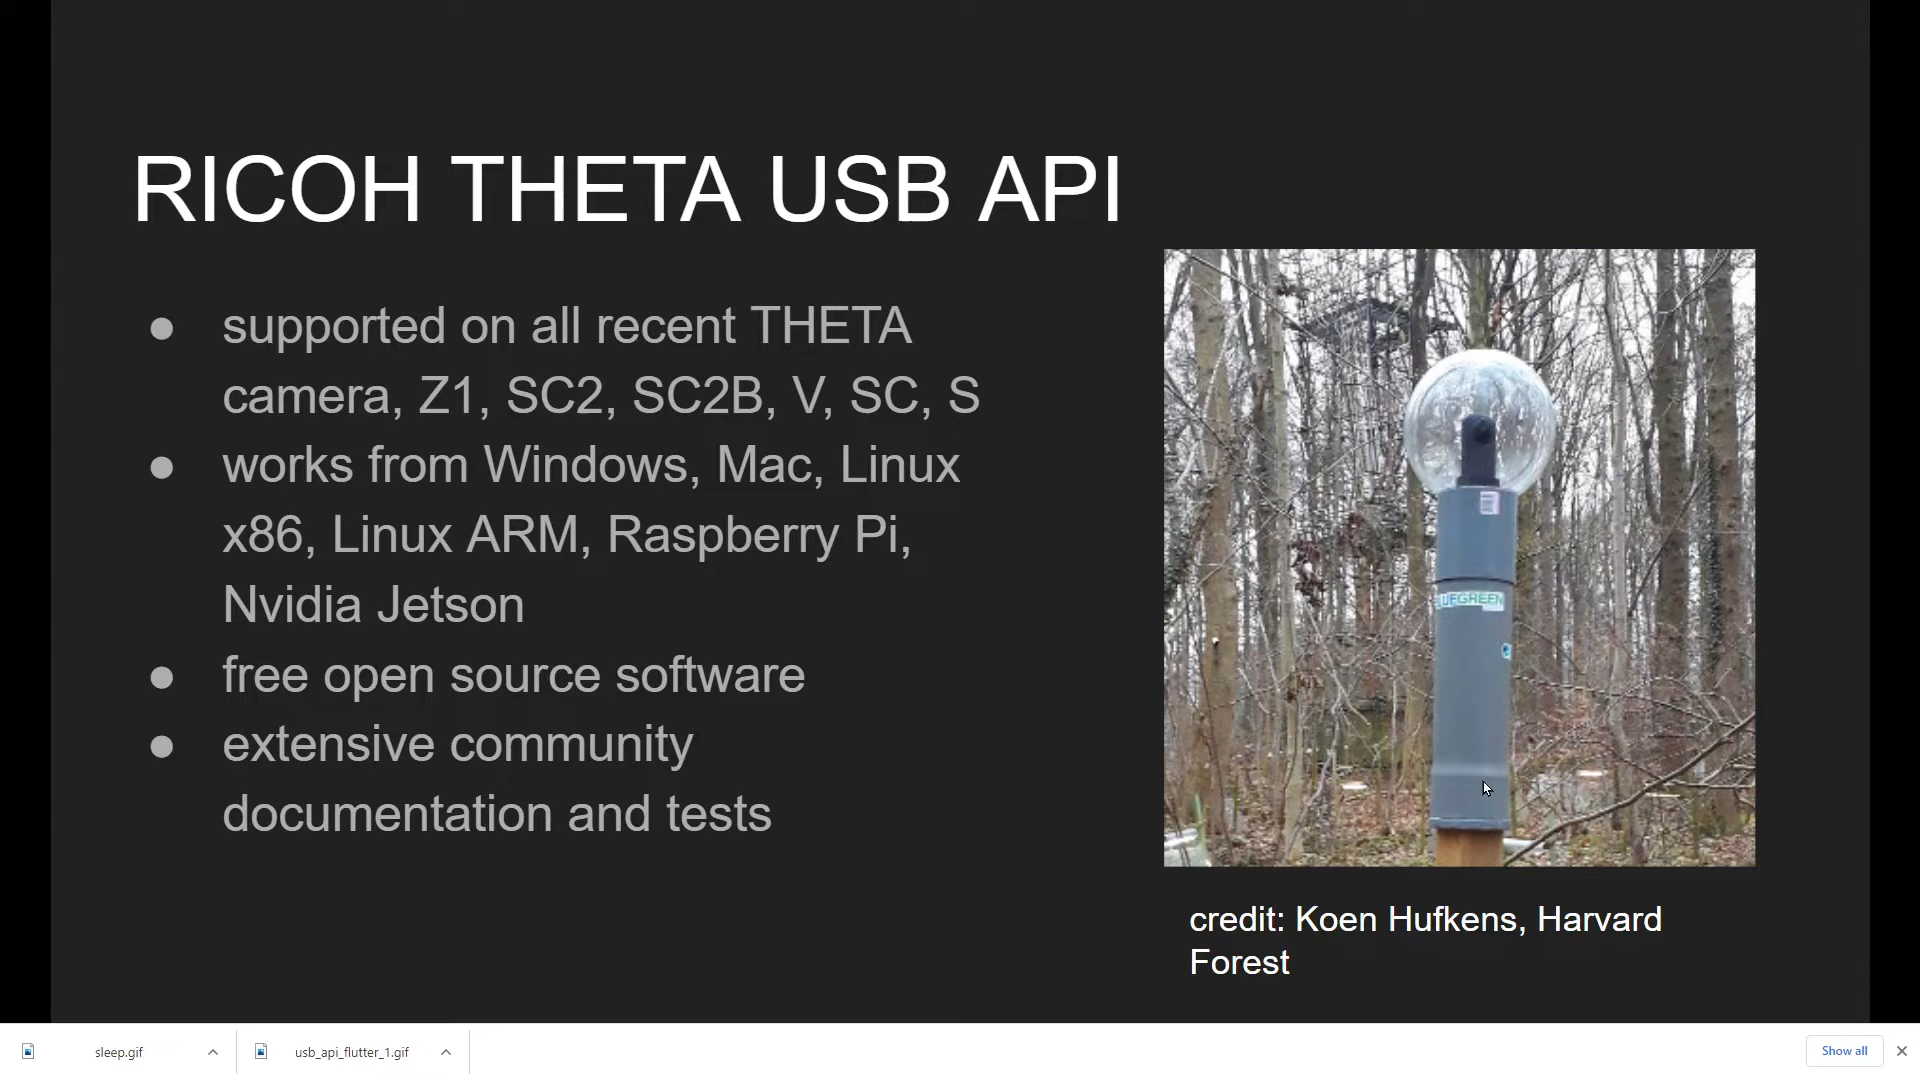 RICOH THETA USB API
● supported on all recent THETA
camera, Z1, SC2, SC2B, V, SC, S
● works from Windows, Mac, Linux
x86, Linux ARM, Raspberry Pi,
Nvidia Jetson
● free open source software
● extensive community
documentation and tests
UFGREEN
credit: Koen Hufkens, Harvard
Forest
sleep.gif
usb_api_flutter_1.gif
Show all